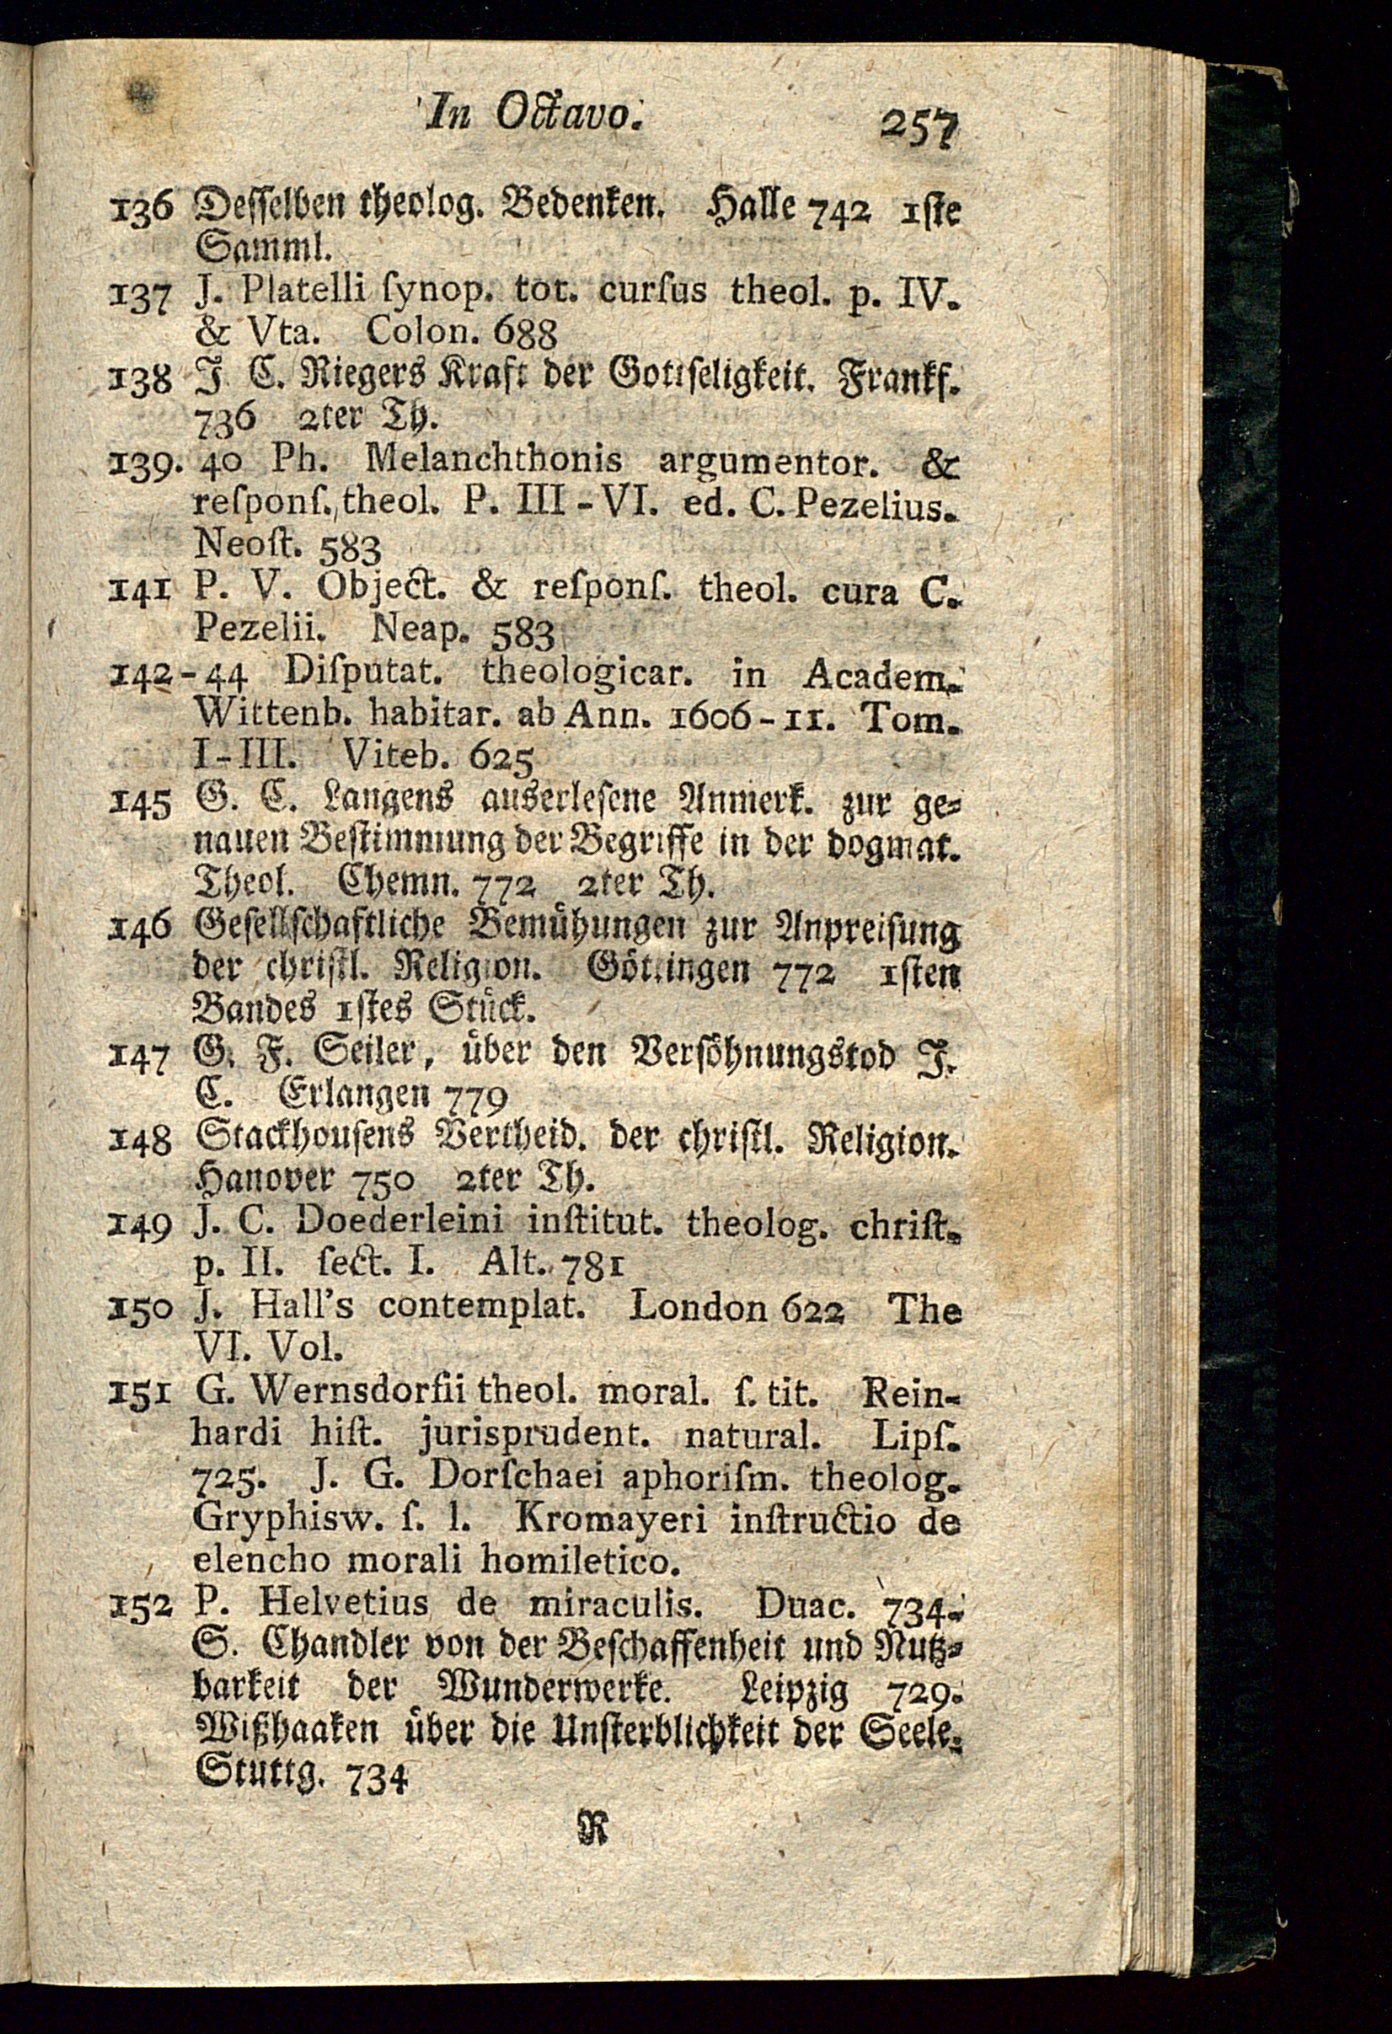 In Octavo.
257
136 Desselben theolog. Bedenken. Halle 742 1ste
Samml.
137 J. Platelli ſynop. tot. curſus theol. p. IV.
& Vta. Colon. 688
138 J C. Riegers Kraft der Gottseligkeit. Frankf.
736 2ter Th.
139. 40 Ph. Melanchthonis argumentor. &
reſponſ. theol. P. III - VI. ed. C. Pezelius.
Neoſt. 583
141 P. V. Object. & reſponſ. theol. cura C.
Pezelii. Neap. 583
142-44 Diſputat. theologicar. in Academ.
Wittenb. habitar. ab Ann. 1606-11. Tom.
I-III. Viteb. 625
145 G. C. Langens auserlesene Anmerk. zur ge-
nauen Bestimmung der Begriffe in der dogmat.
Theol. Chemn. 772 2ter Th.
146 Gesellschaftliche Bemühungen zur Anpreisung
der christl. Religion. Göttingen 772 1sten
Bandes 1stes Stück.
147 G. F. Seiler, über den Versöhnungstod J.
C. Erlangen 779
148 Stackhousens Vertheid. der christl. Religion.
Hanover 750 2ter Th.
149 J. C. Doederleini inſtitut. theolog. chriſt.
p. II. ſect. I. Alt. 781
150 J. Hall's contemplat. London 622 The
VI. Vol.
151 G. Wernsdorfii theol. moral. ſ. tit. Rein-
hardi hiſt. jurisprudent. natural. Lipſ.
725. J. G. Dorſchaei aphoriſm. theolog.
Gryphisw. ſ. l. Kromayeri inſtructio de
elencho morali homiletico.
152 P. Helvetius de miraculis. Duac. 734.
S. Chandler von der Beschaffenheit und Nutz-
barkeit der Wunderwerke. Leipzig 729.
Wißhaaken über die Unsterblichkeit der Seele.
Stuttg. 734
R